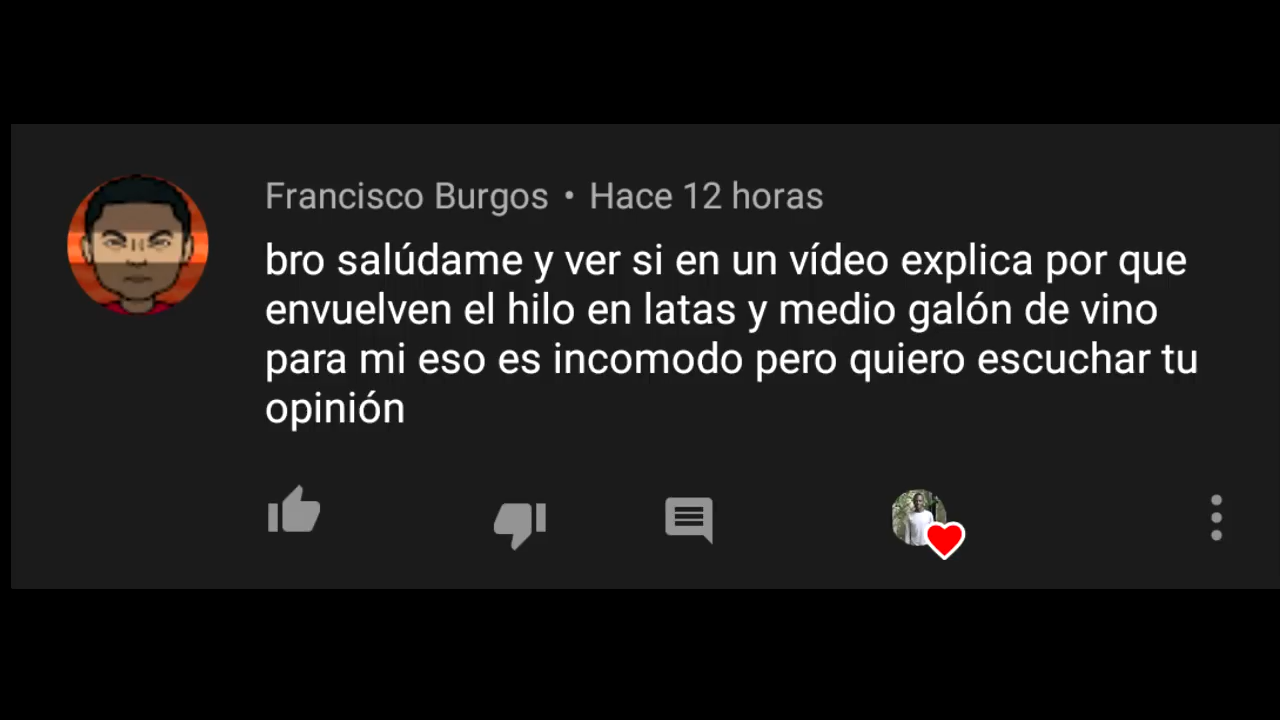 Francisco Burgos • Hace 12 horas
bro salúdame y ver si en un vídeo explica por que
envuelven el hilo en latas y medio galón de vino
para mi eso es incomodo pero quiero escuchar tu
opinión